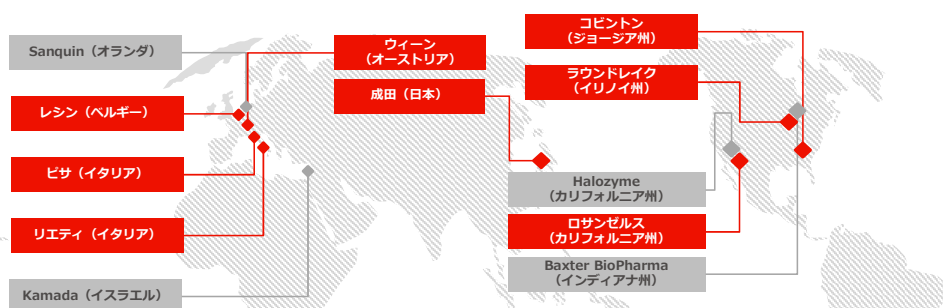 Sanquin（オランダ）
レシン（ベルギー）
ピサ（イタリア）
リエティ（イタリア）
Kamada（イスラエル）
ウィーン
（オーストリア）
成田（日本）
コビントン
（ジョージア州）
ラウンドレイク
（イリノイ州）
Halozyme
（カリフォルニア州）
ロサンゼルス
（カリフォルニア州）
Baxter BioPharma
（インディアナ州）